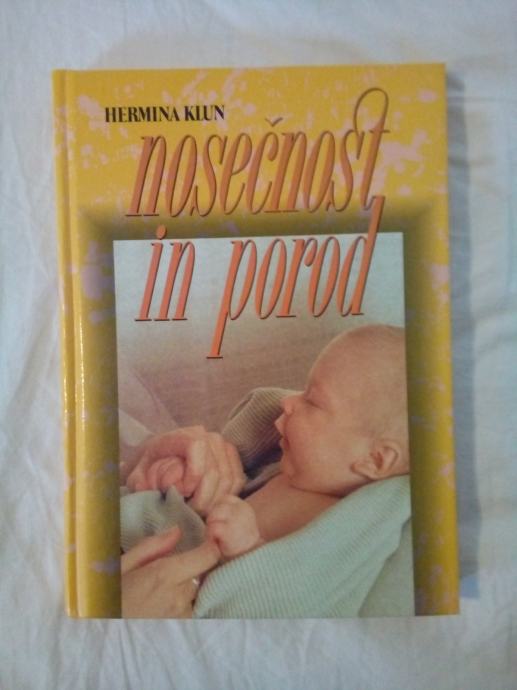 HERMINA KLUN
nosečnost
in porod